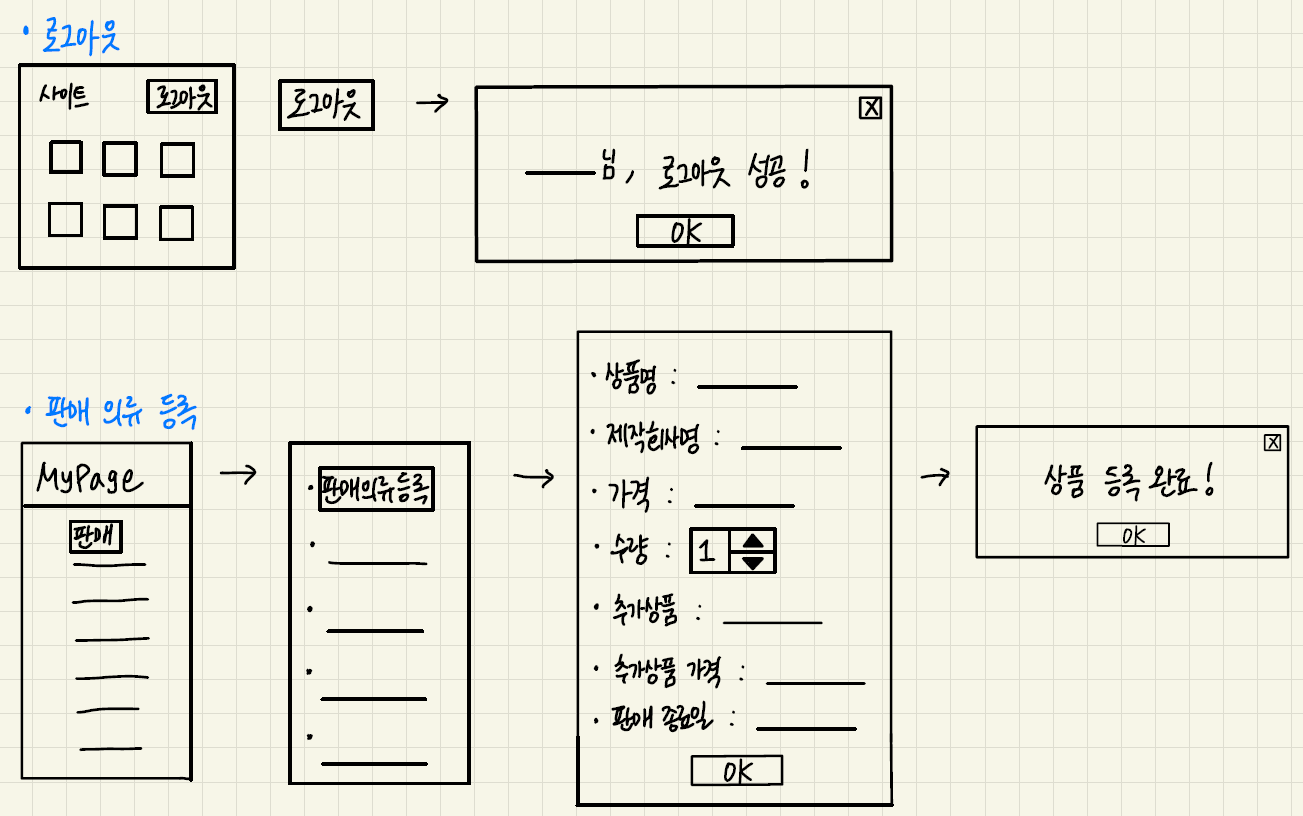 · 로그아웃
사이트 로그아웃
로그아웃 →
X
____님, 로그아웃 성공!
OK
· 판매 의류 등록
MyPage
판매
→
· 판매의류등록
→
· 상품명 :
· 제작회사명 :
· 가격 :
· 수량 : 1 ▲▼
· 추가상품 :
· 추가상품 가격 :
· 판매 종료일 :
OK
→
X
상품 등록 완료!
OK